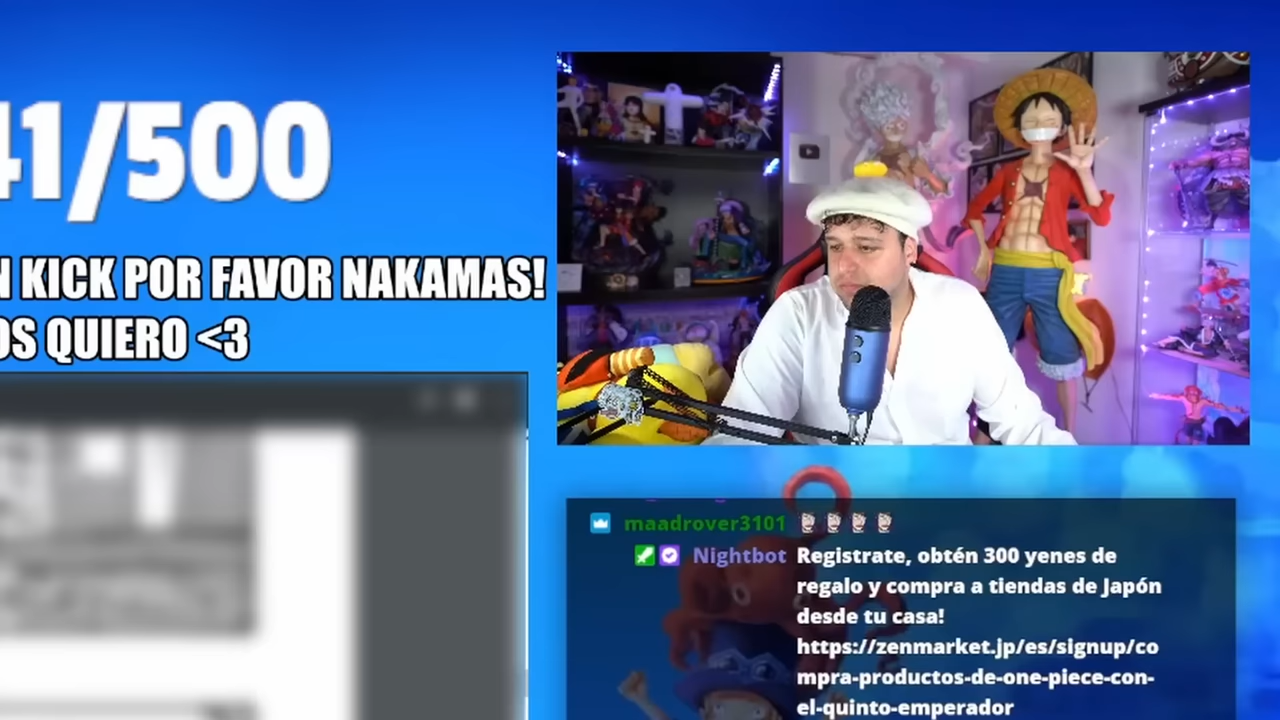 41/500
N KICK POR FAVOR NAKAMAS!
OS QUIERO <3
maadrover3101
Nightbot Registrate, obtén 300 yenes de
regalo y compra a tiendas de Japón
desde tu casa!
https://zenmarket.jp/es/signup/co
mpra-productos-de-one-piece-con-
el-quinto-emperador